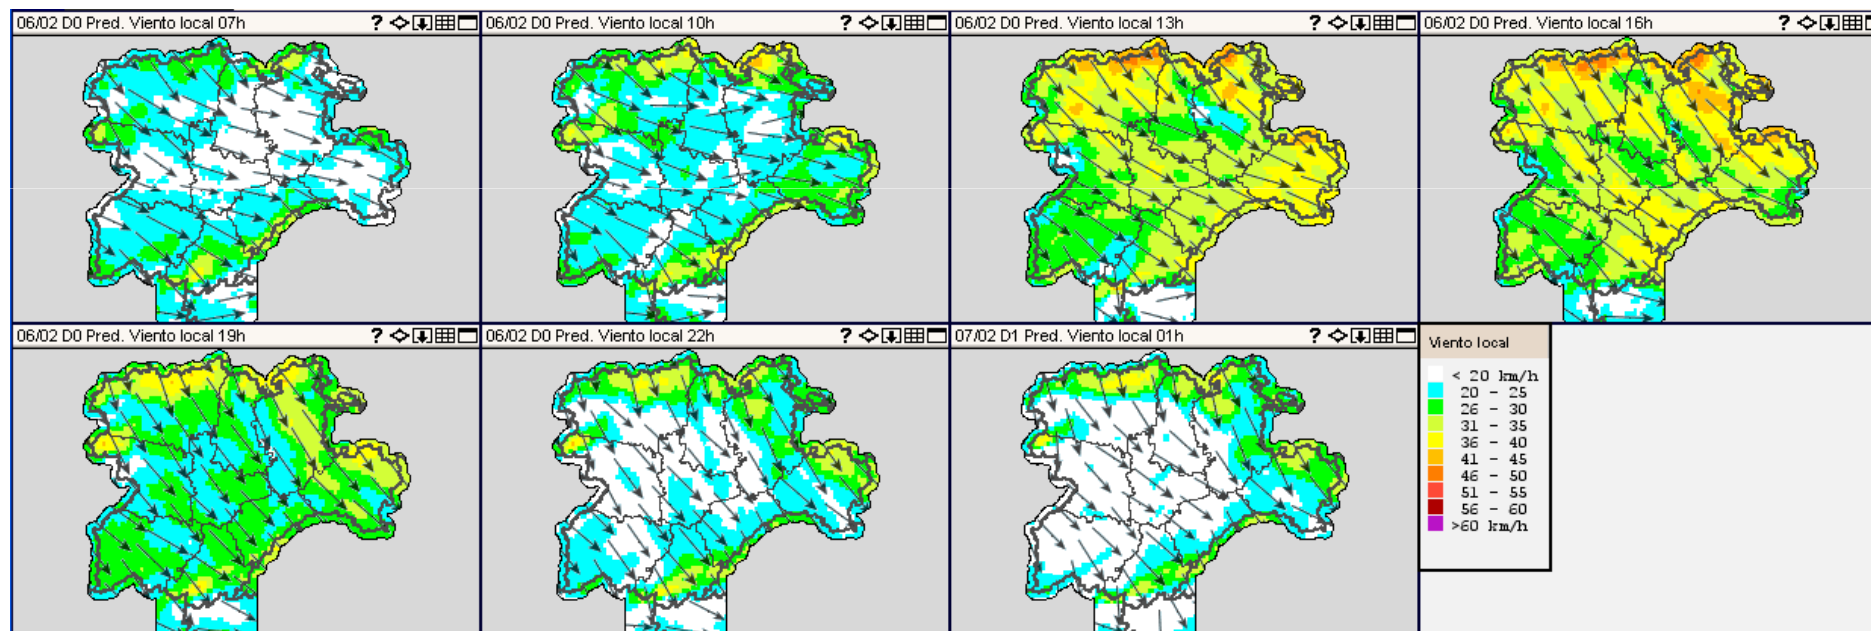 06/02 D0 Pred. Viento local 07h ?
06/02 D0 Pred. Viento local 10h ?
06/02 D0 Pred. Viento local 13h ?
06/02 D0 Pred. Viento local 16h ?
06/02 D0 Pred. Viento local 19h ?
06/02 D0 Pred. Viento local 22h ?
07/02 D1 Pred. Viento local 01h ?
Viento local
< 20 km/h
20 - 25
26 - 30
31 - 35
36 - 40
41 - 45
46 - 50
51 - 55
56 - 60
>60 km/h